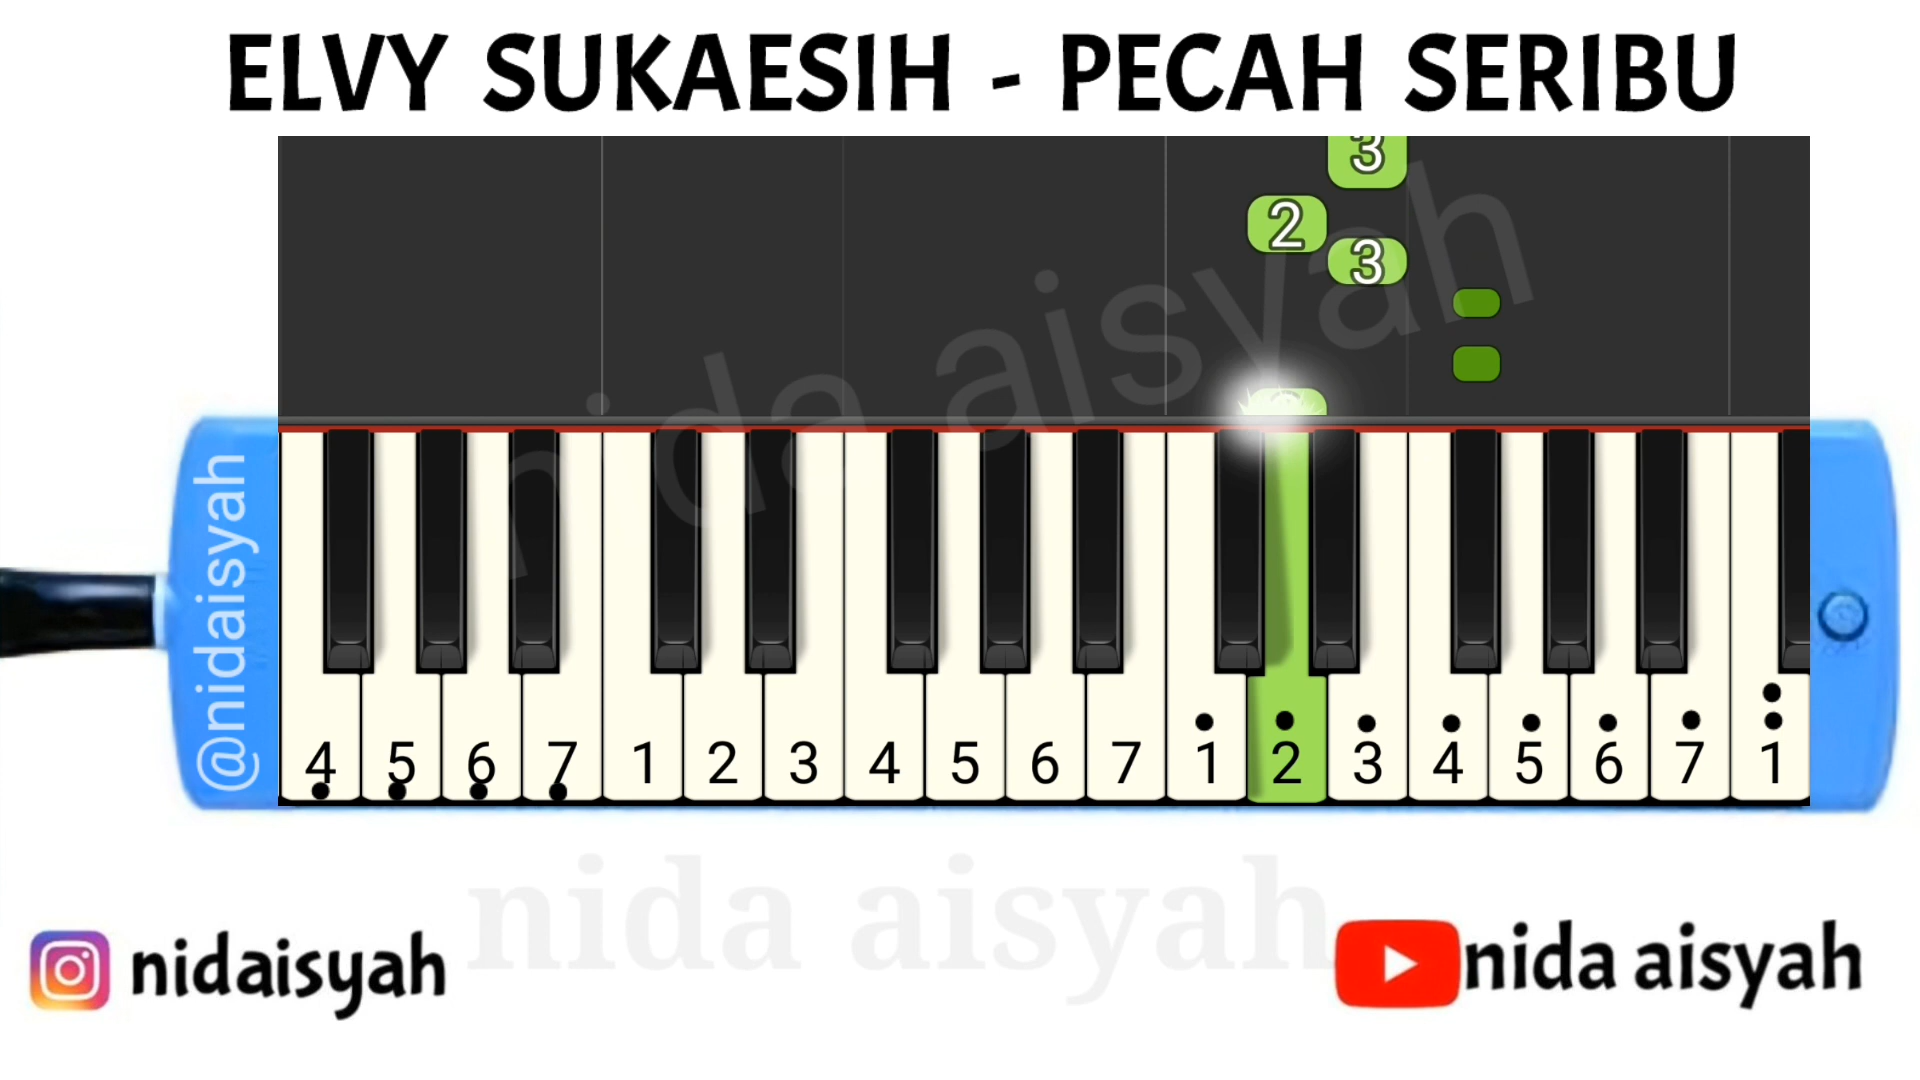 ELVY SUKAESIH - PECAH SERIBU
3
2
3
nida aisyah
@nidaisyah
4 5 6 7 1 2 3 4 5 6 7 1 2 3 4 5 6 7 1
nida aisyah
nidaisyah
nida aisyah